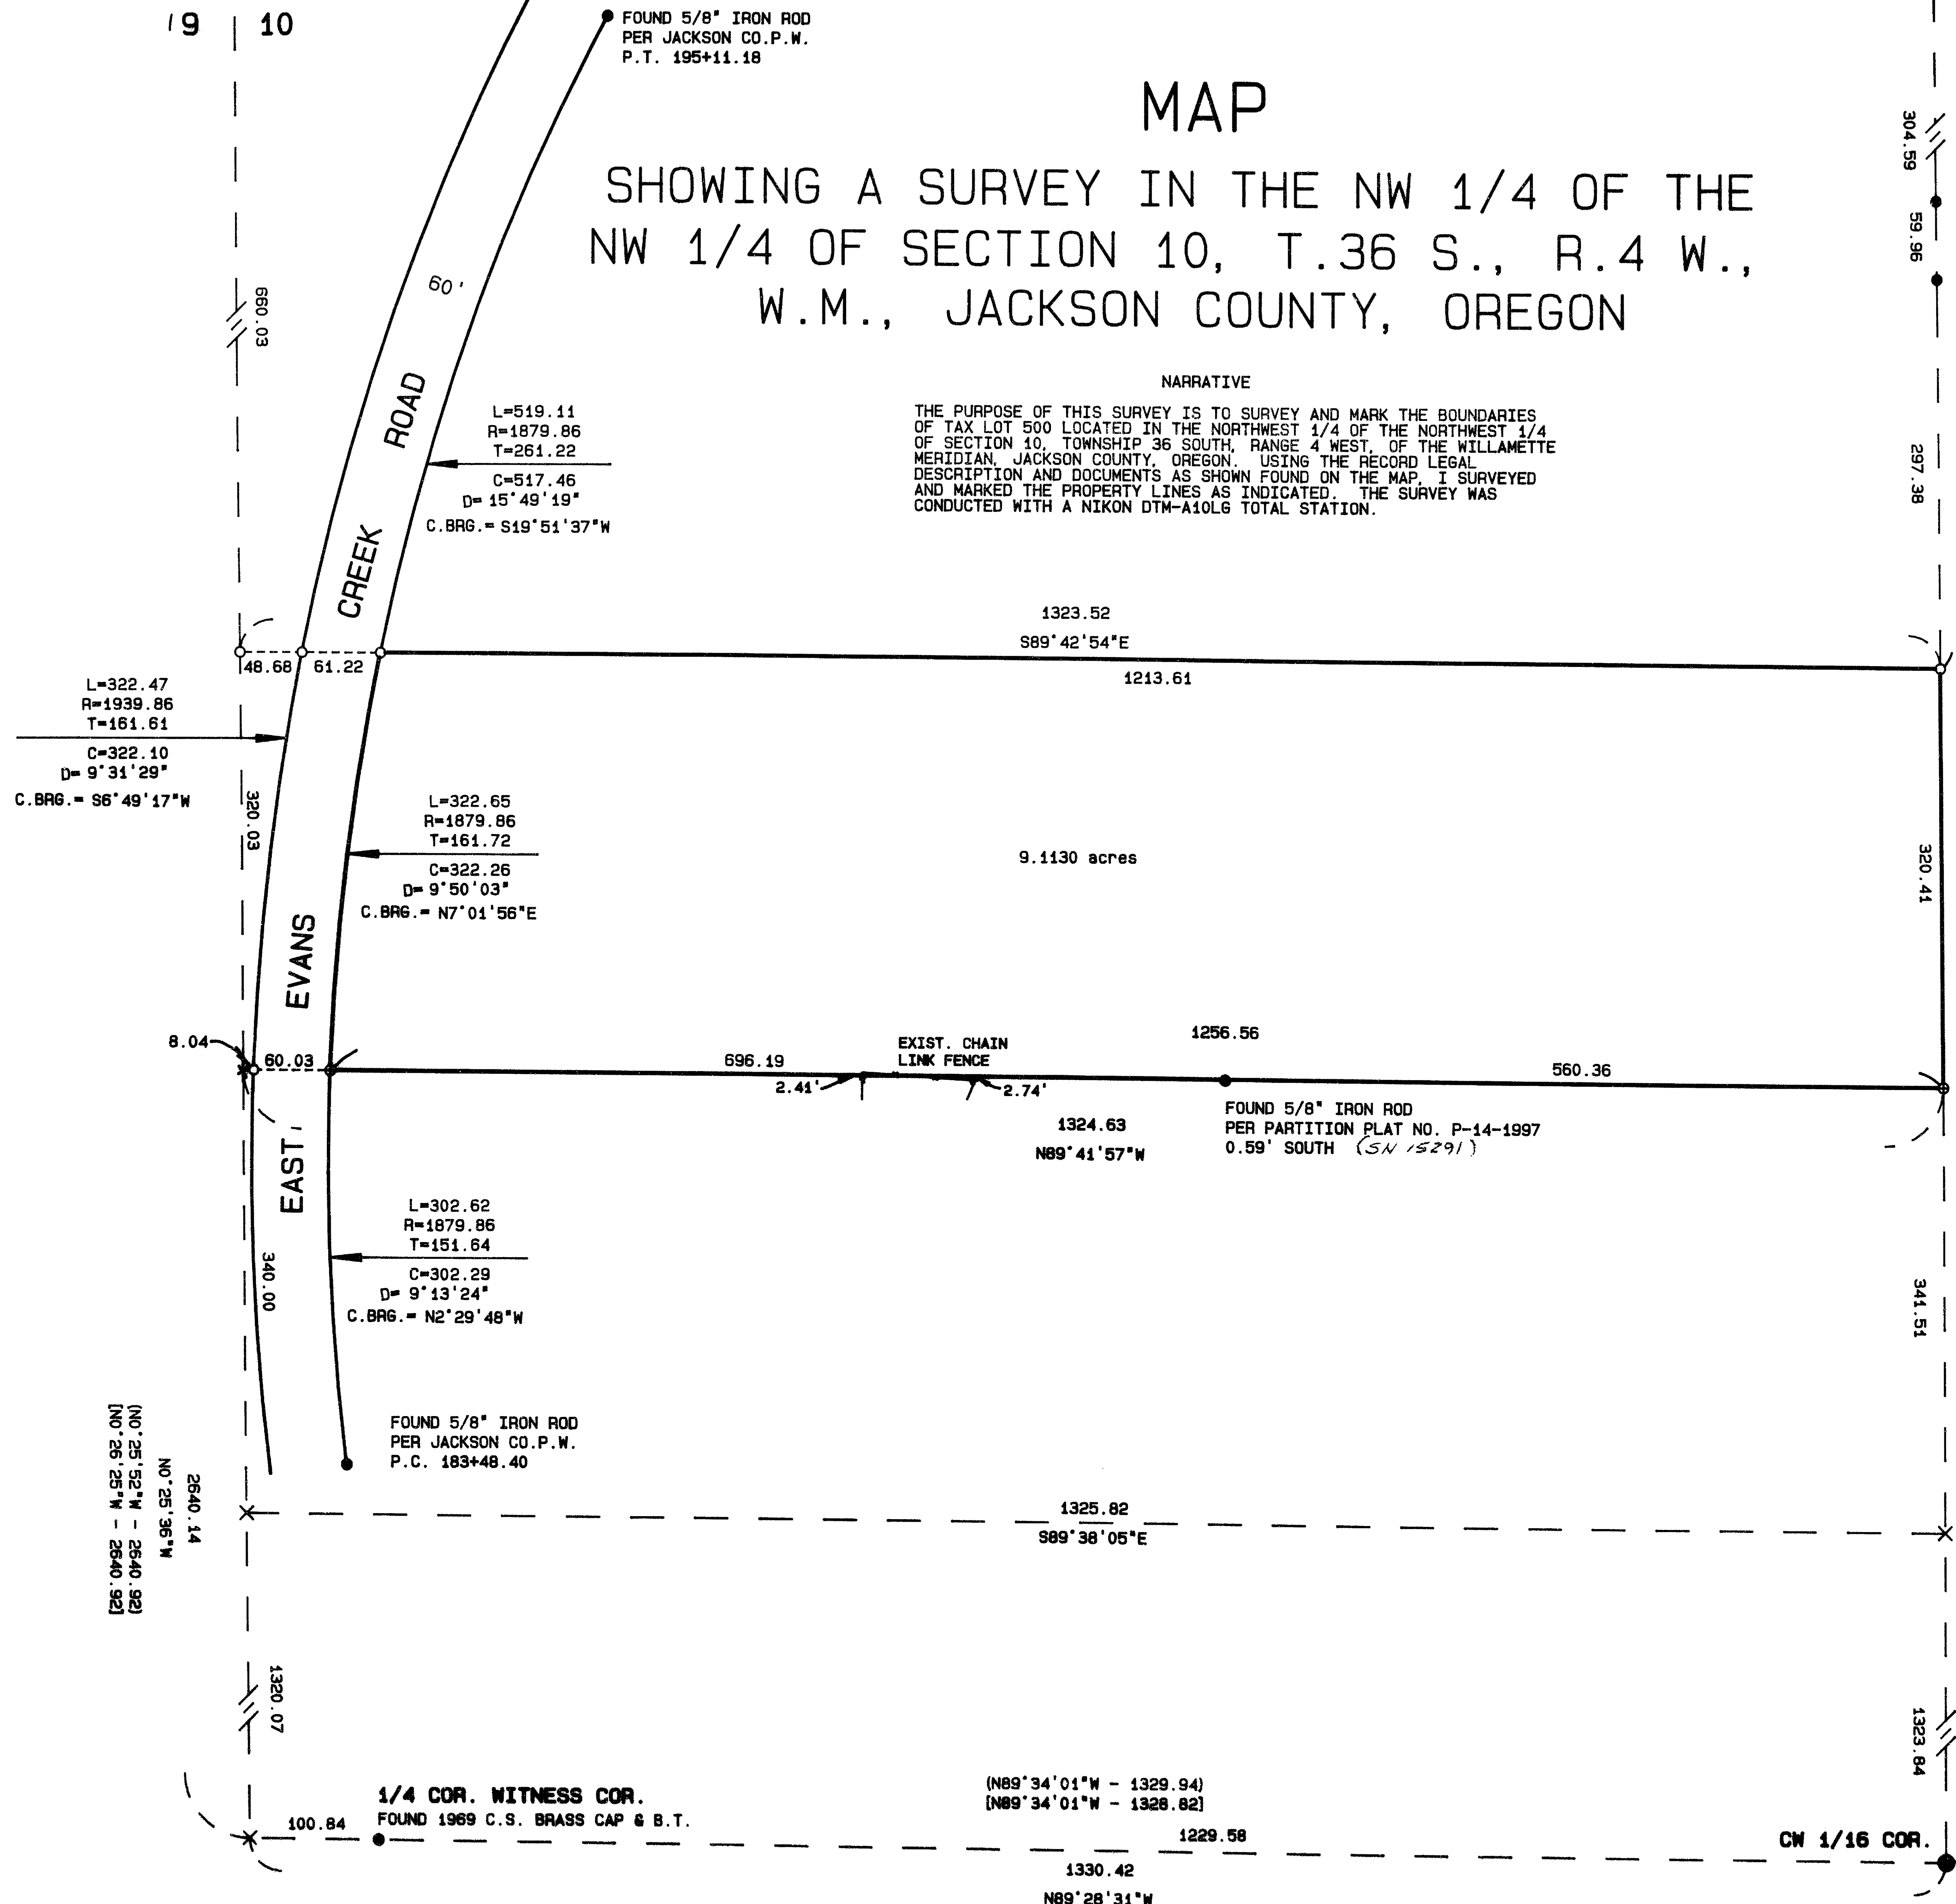 19 | 10
FOUND 5/8" IRON ROD
PER JACKSON CO.P.W.
P.T. 195+11.18
MAP
SHOWING A SURVEY IN THE NW 1/4 OF THE
NW 1/4 OF SECTION 10, T.36 S., R.4 W.,
W.M., JACKSON COUNTY, OREGON
304.59
59.96
297.38
660.03
60'
NARRATIVE
THE PURPOSE OF THIS SURVEY IS TO SURVEY AND MARK THE BOUNDARIES
OF TAX LOT 500 LOCATED IN THE NORTHWEST 1/4 OF THE NORTHWEST 1/4
OF SECTION 10, TOWNSHIP 36 SOUTH, RANGE 4 WEST, OF THE WILLAMETTE
MERIDIAN, JACKSON COUNTY, OREGON. USING THE RECORD LEGAL
DESCRIPTION AND DOCUMENTS AS SHOWN FOUND ON THE MAP, I SURVEYED
AND MARKED THE PROPERTY LINES AS INDICATED. THE SURVEY WAS
CONDUCTED WITH A NIKON DTM-A10LG TOTAL STATION.
L=519.11
R=1879.86
T=261.22
C=517.46
D= 15°49'19"
C.BRG.= S19°51'37"W
EAST EVANS CREEK ROAD
1323.52
S89°42'54"E
1213.61
48.68
61.22
L=322.47
R=1939.86
T=161.61
C=322.10
D= 9°31'29"
C.BRG.= S6°49'17"W
320.03
L=322.65
R=1879.86
T=161.72
C=322.26
D= 9°50'03"
C.BRG.= N7°01'56"E
9.1130 acres
320.41
8.04
60.03
696.19
EXIST. CHAIN
LINK FENCE
1256.56
560.36
2.41'
2.74'
1324.63
N89°41'57"W
FOUND 5/8" IRON ROD
PER PARTITION PLAT NO. P-14-1997
0.59' SOUTH (SN 15291)
L=302.62
R=1879.86
T=151.64
C=302.29
D= 9°13'24"
C.BRG.= N2°29'48"W
340.00
341.51
FOUND 5/8" IRON ROD
PER JACKSON CO.P.W.
P.C. 183+48.40
2640.14
N0°25'36"W
(N0°25'52"W - 2640.92)
[N0°26'25"W - 2640.92]
1325.82
S89°38'05"E
1320.07
1323.84
1/4 COR. WITNESS COR.
FOUND 1969 C.S. BRASS CAP & B.T.
100.84
(N89°34'01"W - 1329.94)
[N89°34'01"W - 1328.82]
1229.58
CW 1/16 COR.
1330.42
N89°28'31"W